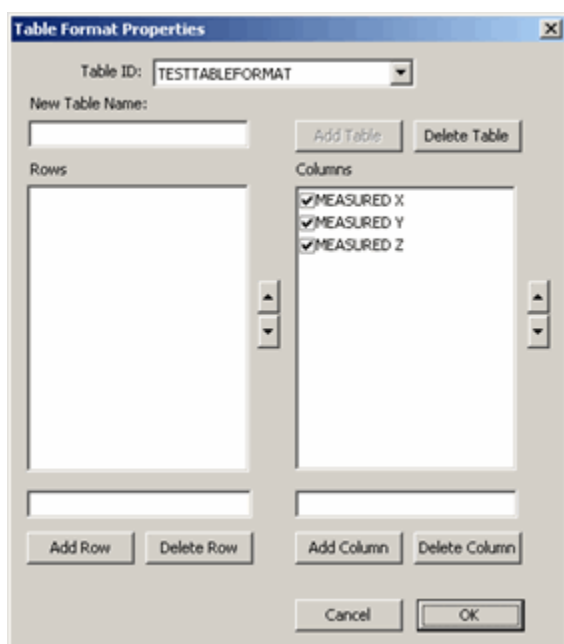 Table Format Properties
Table ID: TESTTABLEFORMAT
New Table Name:
Add Table Delete Table
Rows Columns
MEASURED X
MEASURED Y
MEASURED Z
Add Row Delete Row Add Column Delete Column
Cancel OK